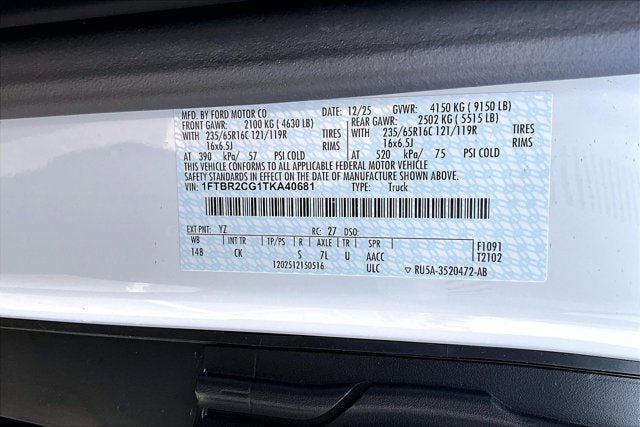 MFD. BY FORD MOTOR CO. DATE: 12/25 GVWR: 4150 KG ( 9150 LB)
FRONT GAWR: 2100 KG ( 4630 LB) REAR GAWR: 2502 KG ( 5515 LB)
WITH 235/65R16C 121/119R TIRES WITH 235/65R16C 121/119R TIRES
16x6.5J RIMS 16x6.5J RIMS
AT 390 kPa/ 57 PSI COLD AT 520 kPa/ 75 PSI COLD
THIS VEHICLE CONFORMS TO ALL APPLICABLE FEDERAL MOTOR VEHICLE
SAFETY STANDARDS IN EFFECT ON THE DATE OF MANUFACTURE SHOWN ABOVE.
VIN: 1FTBR2CG1TKA40681 TYPE: Truck
EXT PNT: YZ RC: 27 DSO:
WB INT TR TP/PS R AXLE TR SPR F1091
148 CK S 7L U AACC T2102
1202512150516 ULC RU5A-3520472-AB